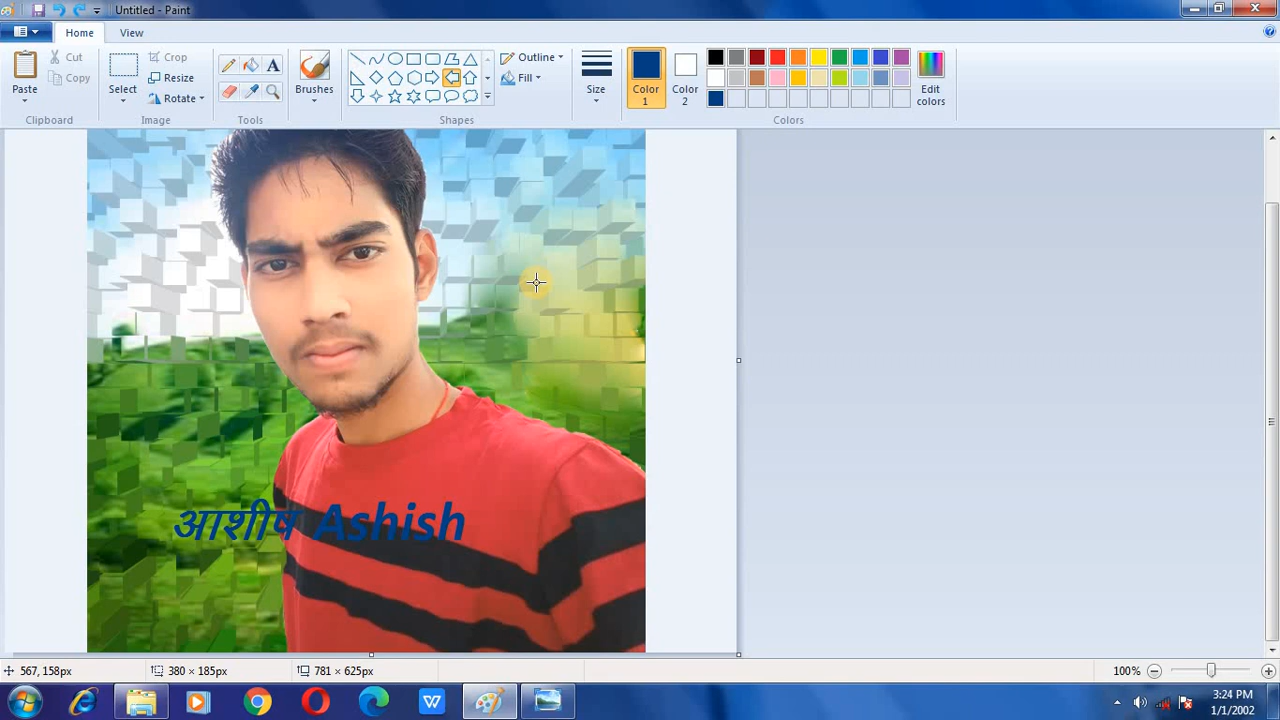 Untitled - Paint
Home
View
Paste
Cut
Copy
Clipboard
Select
Crop
Resize
Rotate
Image
Tools
Brushes
Outline
Fill
Shapes
Size
Color
1
Color
2
Edit
colors
Colors
आशीष Ashish
567, 158px
380 × 185px
781 × 625px
100%
3:24 PM
1/1/2002